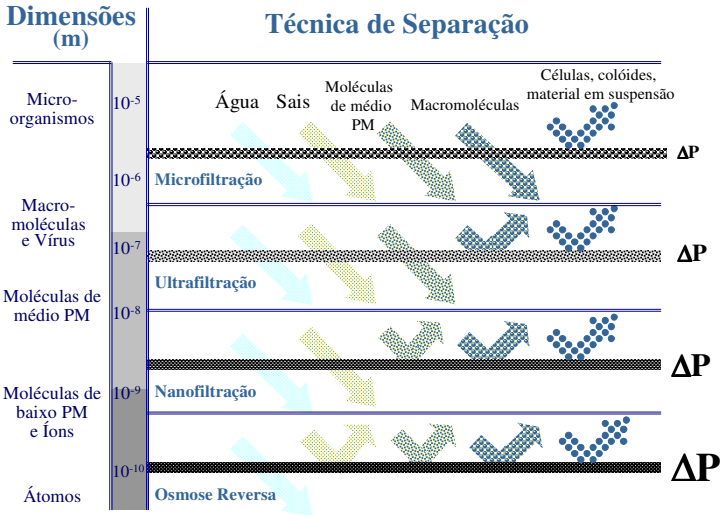 Dimensões
(m)
Técnica de Separação
Micro-
organismos
10-5
Água
Sais
Moléculas
de médio
PM
Macromoléculas
Células, colóides,
material em suspensão
ΔP
10-6
Microfiltração
Macro-
moléculas
e Vírus
10-7
ΔP
Ultrafiltração
Moléculas de
médio PM
10-8
ΔP
10-9
Nanofiltração
Moléculas de
baixo PM
e Íons
10-10
ΔP
Átomos
Osmose Reversa